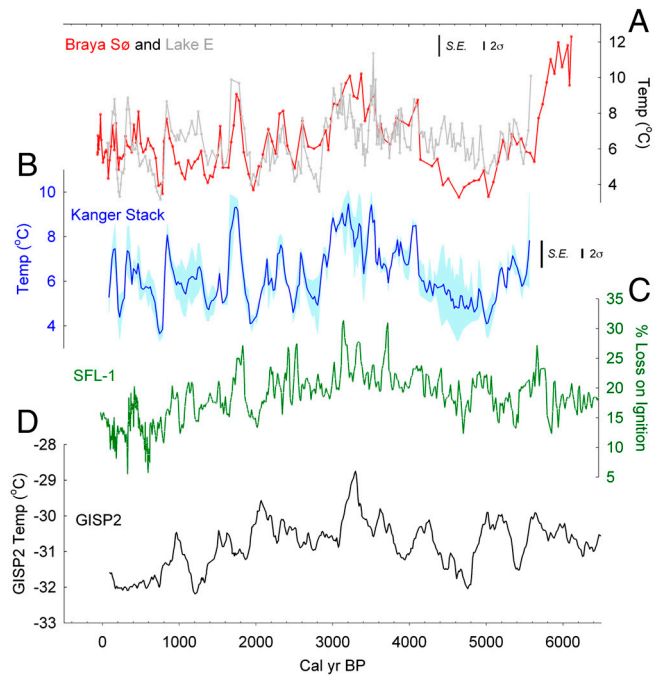 A
Braya Sø and Lake E
S.E. 2σ
12
10
8
6
4
Temp (°C)
B
10
8
6
4
Temp (°C)
Kanger Stack
S.E. 2σ
C
35
30
25
20
15
10
5
% Loss on Ignition
SFL-1
D
-28
-29
-30
-31
-32
-33
GISP2 Temp (°C)
GISP2
0 1000 2000 3000 4000 5000 6000
Cal yr BP